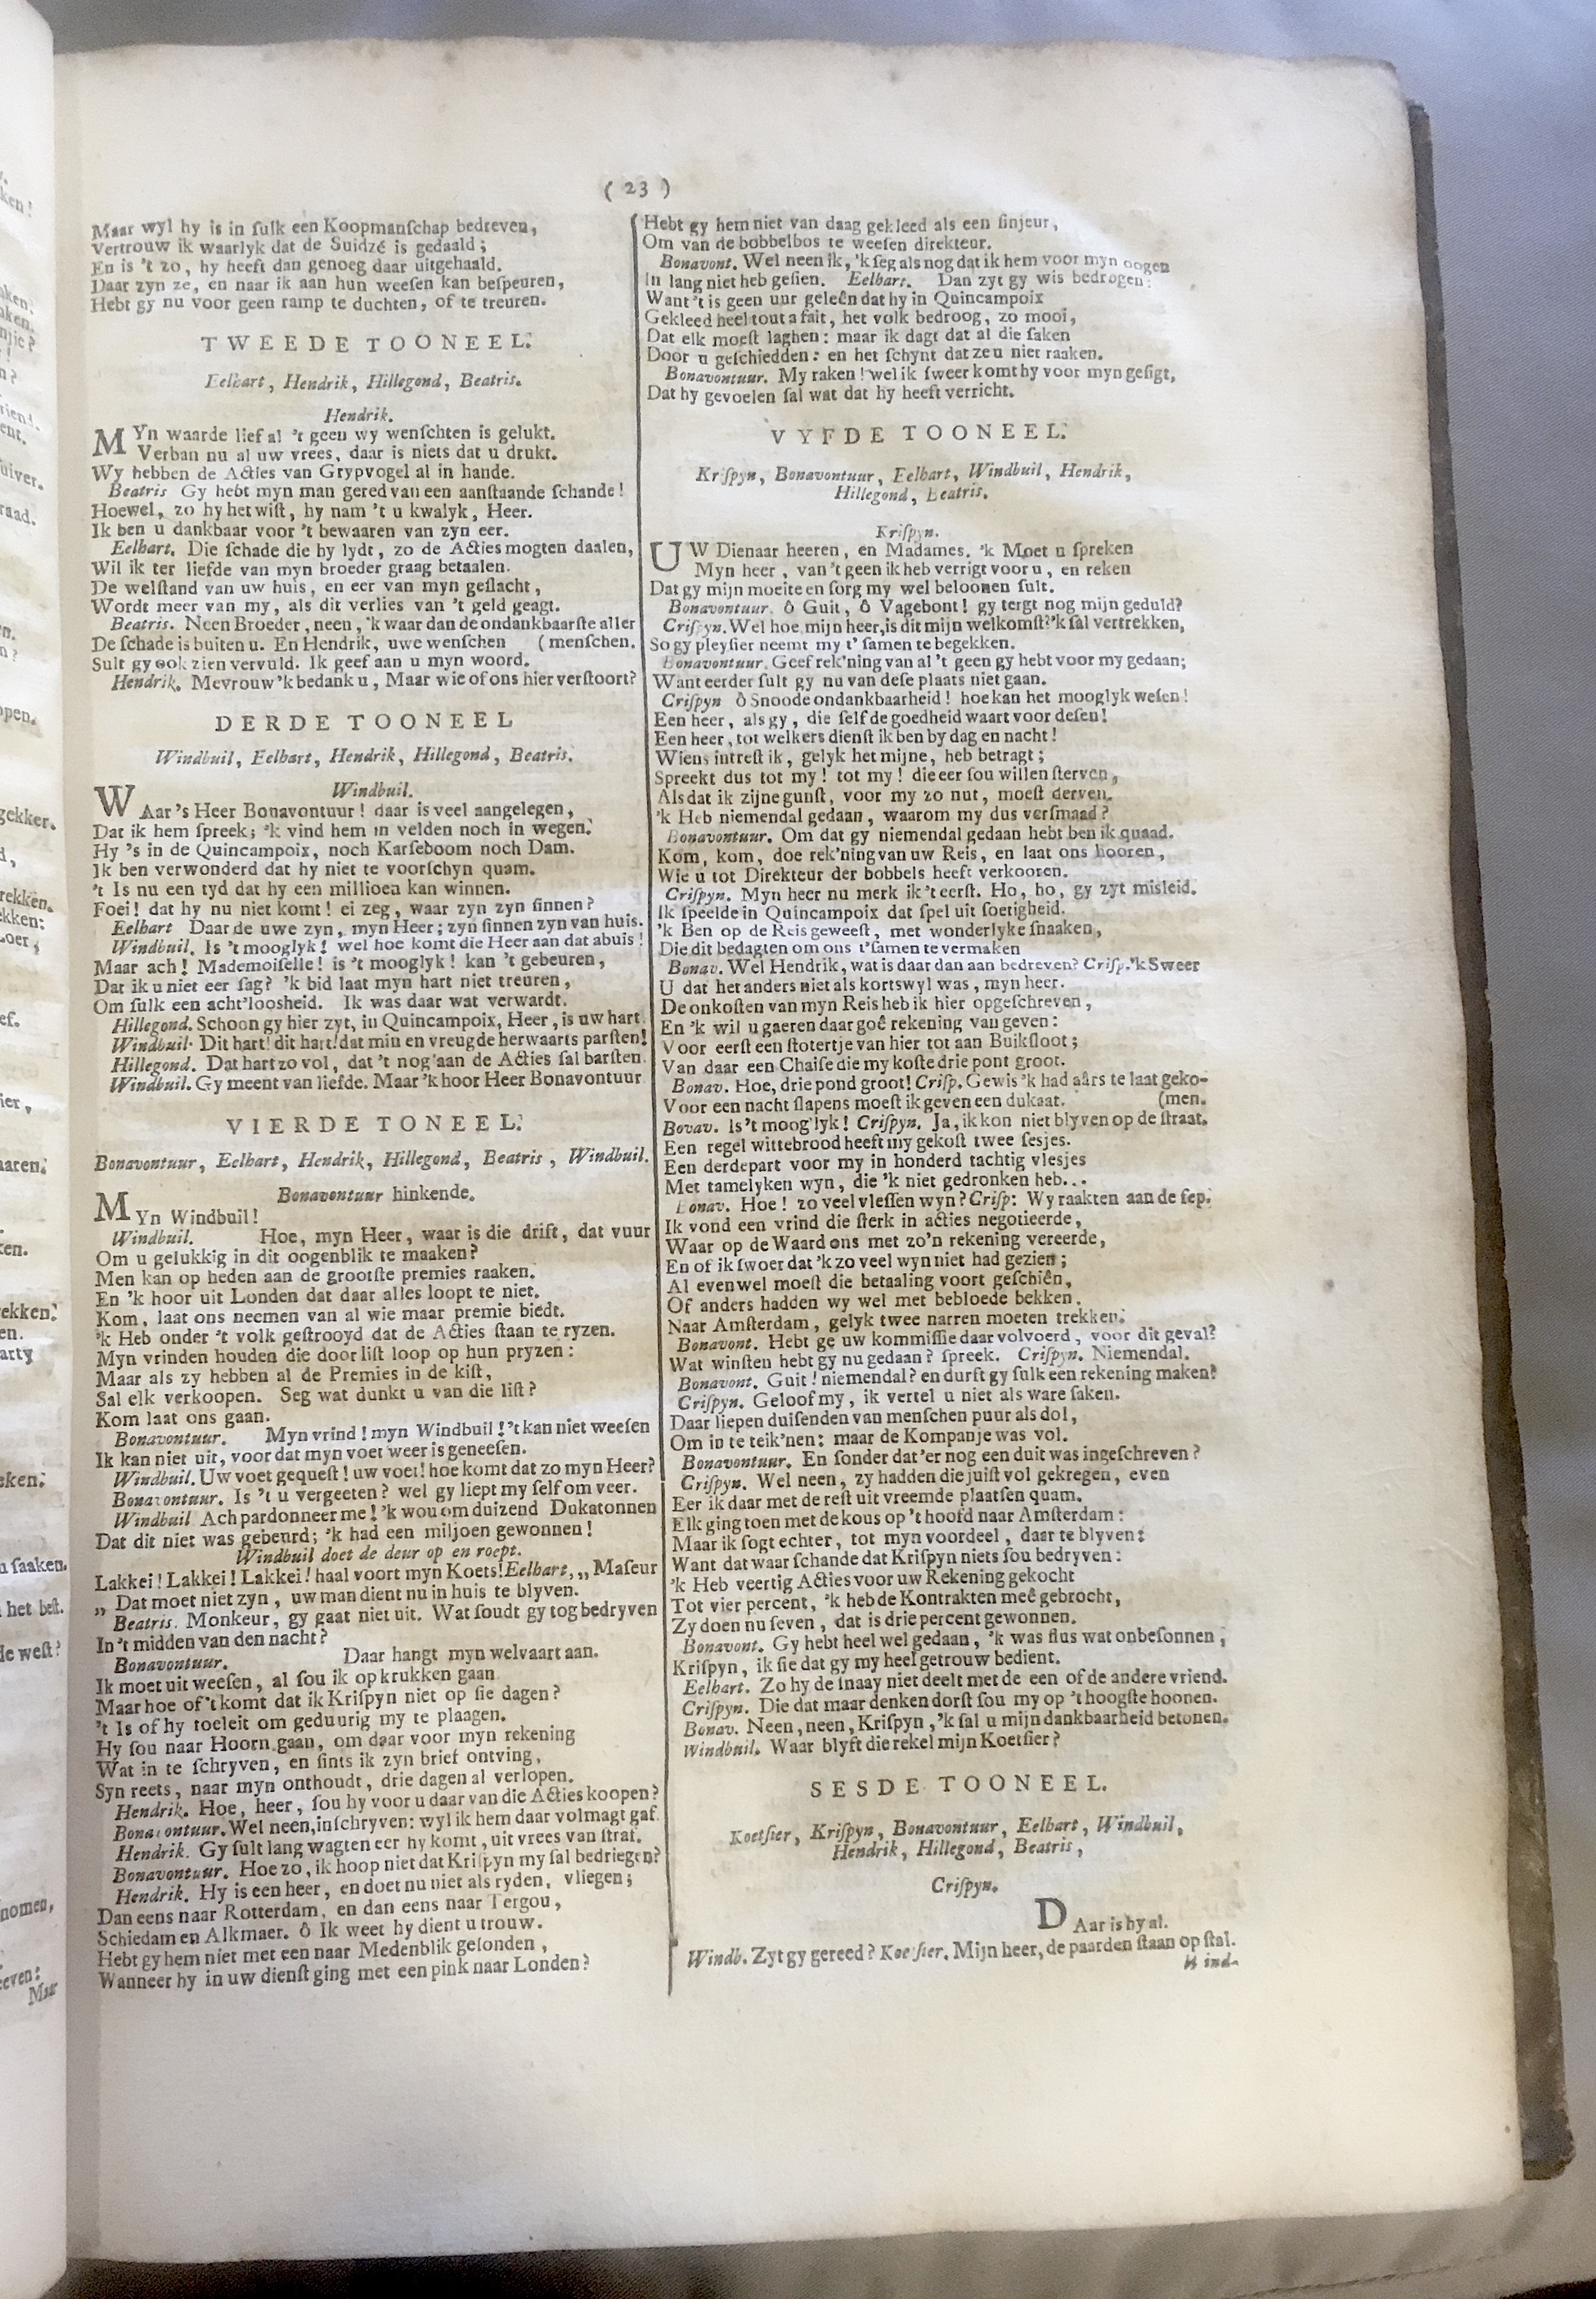 ( 23 )
Maar wyl hy is in ſulk een Koopmanſchap bedreven,
Vertrouw ik waarlyk dat de Suidzé is gedaald;
En is 't zo, hy heeft dan genoeg daar uitgehaald.
Daar zyn ze, en naar ik aan hun weeſen kan beſpeuren,
Hebt gy nu voor geen ramp te duchten, of te treuren.
TWEEDE TOONEEL.
Eelhart, Hendrik, Hillegond, Beatris.
Hendrik.
MYn waarde lief al 't geen wy wenſchten is gelukt.
Verban nu al uw vrees, daar is niets dat u drukt.
Wy hebben de Acties van Grypvogel al in hande.
Beatris Gy hebt myn man gered van een aanſtaande ſchande!
Hoewel, zo hy het wiſt, hy nam 't u kwalyk, Heer.
Ik ben u dankbaar voor 't bewaaren van zyn eer.
Eelhart. Die ſchade die hy lydt, zo de Acties mogten daalen,
Wil ik ter liefde van myn broeder graag betaalen.
De welſtand van uw huis, en eer van myn geſlacht,
Wordt meer van my, als dit verlies van 't geld geagt.
Beatris. Neen Broeder, neen, 'k waar dan de ondankbaarſte aller
De ſchade is buiten u. En Hendrik, uwe wenſchen (menſchen.
Sult gy ook zien vervuld. Ik geef aan u myn woord.
Hendrik. Mevrouw 'k bedank u, Maar wie of ons hier verſtoort?
DERDE TOONEEL
Windbuil, Eelhart, Hendrik, Hillegond, Beatris.
Windbuil.
WAar 's Heer Bonavontuur! daar is veel aangelegen,
Dat ik hem ſpreek; 'k vind hem in velden noch in wegen.
Hy 's in de Quincampoix, noch Karſeboom noch Dam.
Ik ben verwonderd dat hy niet te voorſchyn quam.
't Is nu een tyd dat hy een millioen kan winnen.
Foei! dat hy nu niet komt! ei zeg, waar zyn zyn ſinnen?
Eelhart Daar de uwe zyn, myn Heer; zyn ſinnen zyn van huis.
Windbuil. Is 't mooglyk! wel hoe komt die Heer aan dat abuis!
Maar ach! Mademoiſelle! is 't mooglyk! kan 't gebeuren,
Dat ik u niet eer ſag? 'k bid laat myn hart niet treuren,
Om ſulk een acht'loosheid. Ik was daar wat verwardt.
Hillegond. Schoon gy hier zyt, in Quincampoix, Heer, is uw hart.
Windbuil. Dit hart! dit hart! dat min en vreugde herwaarts parſten!
Hillegond. Dat hart zo vol, dat 't nog aan de Acties ſal barſten.
Windbuil. Gy meent van liefde. Maar 'k hoor Heer Bonavontuur
VIERDE TONEEL.
Bonavontuur, Eelhart, Hendrik, Hillegond, Beatris, Windbuil.
Bonavontuur hinkende.
MYn Windbuil!
Windbuil. Hoe, myn Heer, waar is die drift, dat vuur
Om u gelukkig in dit oogenblik te maaken?
Men kan op heden aan de grootſte premies raaken.
En 'k hoor uit Londen dat daar alles loopt te niet.
Kom, laat ons neemen van al wie maar premie biedt.
'k Heb onder 't volk geſtrooyd dat de Acties ſtaan te ryzen.
Myn vrinden houden die door liſt loop op hun pryzen:
Maar als zy hebben al de Premies in de kiſt,
Sal elk verkoopen. Seg wat dunkt u van die liſt?
Kom laat ons gaan.
Bonavontuur. Myn vrind! myn Windbuil! 't kan niet weeſen
Ik kan niet uit, voor dat myn voet weer is geneeſen.
Windbuil. Uw voet gequeſt! uw voet! hoe komt dat zo myn Heer?
Bonavontuur. Is 't u vergeeten? wel gy liept my ſelf om veer.
Windbuil Ach pardonneer me! 'k wou om duizend Dukatonnen
Dat dit niet was gebeurd; 'k had een miljoen gewonnen!
Windbuil doet de deur op en roept.
Lakkei! Lakkei! Lakkei! haal voort myn Koets! Eelhart, „ Maſeur
„ Dat moet niet zyn, uw man dient nu in huis te blyven.
Beatris. Monkeur, gy gaat niet uit. Wat ſoudt gy tog bedryven
In 't midden van den nacht?
Bonavontuur. Daar hangt myn welvaart aan.
Ik moet uit weeſen, al ſou ik op krukken gaan
Maar hoe of 't komt dat ik Kriſpyn niet op ſie dagen?
't Is of hy toeleit om geduurig my te plaagen.
Hy ſou naar Hoorn gaan, om daar voor myn rekening
Wat in te ſchryven, en ſints ik zyn brief ontving,
Syn reets, naar myn onthoudt, drie dagen al verlopen.
Hendrik. Hoe, heer, ſou hy voor u daar van die Acties koopen?
Bonavontuur. Wel neen, inſchryven: wyl ik hem daar volmagt gaf.
Hendrik. Gy ſult lang wagten eer hy komt, uit vrees van ſtraf.
Bonavontuur. Hoe zo, ik hoop niet dat Kriſpyn my ſal bedriegen?
Hendrik. Hy is een heer, en doet nu niet als ryden, vliegen;
Dan eens naar Rotterdam, en dan eens naar Tergou,
Schiedam en Alkmaer. ô Ik weet hy dient u trouw.
Hebt gy hem niet met een naar Medenblik geſonden,
Wanneer hy in uw dienſt ging met een pink naar Londen?
Hebt gy hem niet van daag gekleed als een ſinjeur,
Om van de bobbelbos te weeſen direkteur.
Bonavont. Wel neen ik, 'k ſeg als nog dat ik hem voor myn oogen
In lang niet heb geſien. Eelhart. Dan zyt gy wis bedrogen:
Want 't is geen uur geleên dat hy in Quincampoix
Gekleed heel tout a fait, het volk bedroog, zo mooi,
Dat elk moeſt laghen: maar ik dagt dat al die ſaken
Door u geſchiedden: en het ſchynt dat ze u niet raaken.
Bonavontuur. My raken! wel ik ſweer komt hy voor myn geſigt,
Dat hy gevoelen ſal wat dat hy heeft verricht.
VYFDE TOONEEL.
Kriſpyn, Bonavontuur, Eelhart, Windbuil, Hendrik,
Hillegond, Beatris.
Kriſpyn.
UW Dienaar heeren, en Madames. 'k Moet u ſpreken
Myn heer, van 't geen ik heb verrigt voor u, en reken
Dat gy mijn moeite en ſorg my wel beloonen ſult.
Bonavontuur. ô Guit, ô Vagebont! gy tergt nog mijn geduld?
Criſpyn. Wel hoe mijn heer, is dit mijn welkomſt? 'k ſal vertrekken,
So gy pleyſier neemt my t' ſamen te begekken.
Bonavontuur. Geef rek'ning van al 't geen gy hebt voor my gedaan;
Want eerder ſult gy nu van deſe plaats niet gaan.
Criſpyn ô Snoode ondankbaarheid! hoe kan het mooglyk weſen!
Een heer, als gy, die ſelf de goedheid waart voor deſen!
Een heer, tot welkers dienſt ik ben by dag en nacht!
Wiens intreſt ik, gelyk het mijne, heb betragt;
Spreekt dus tot my! tot my! die eer ſou willen ſterven,
Als dat ik zijne gunſt, voor my zo nut, moeſt derven.
'k Heb niemendal gedaan, waarom my dus verſmaad?
Bonavontuur. Om dat gy niemendal gedaan hebt ben ik quaad.
Kom, kom, doe rek'ning van uw Reis, en laat ons hooren,
Wie u tot Direkteur der bobbels heeft verkooren.
Criſpyn. Myn heer nu merk ik 't eerſt. Ho, ho, gy zyt misleid.
Ik ſpeelde in Quincampoix dat ſpel uit ſoetigheid.
'k Ben op de Reis geweeſt, met wonderlyke ſnaaken,
Die dit bedagten om ons t'ſamen te vermaken
Bonav. Wel Hendrik, wat is daar dan aan bedreven? Criſp. 'k Sweer
U dat het anders niet als kortswyl was, myn heer.
De onkoſten van myn Reis heb ik hier opgeſchreven,
En 'k wil u gaeren daar goê rekening van geven:
Voor eerſt een ſtotertje van hier tot aan Buikſloot;
Van daar een Chaiſe die my koſte drie pont groot.
Bonav. Hoe, drie pond groot! Criſp. Gewis 'k had aârs te laat geko-
Voor een nacht ſlapens moeſt ik geven een dukaat. (men.
Bovav. Is 't moog'lyk! Criſpyn. Ja, ik kon niet blyven op de ſtraat.
Een regel wittebrood heeft my gekoſt twee ſesjes.
Een derdepart voor my in honderd tachtig vlesjes
Met tamelyken wyn, die 'k niet gedronken heb...
Bonav. Hoe! zo veel vleſſen wyn? Criſp: Wy raakten aan de ſep.
Ik vond een vrind die ſterk in acties negotieerde,
Waar op de Waard ons met zo'n rekening vereerde,
En of ik ſwoer dat 'k zo veel wyn niet had gezien;
Al evenwel moeſt die betaaling voort geſchiên,
Of anders hadden wy wel met bebloede bekken,
Naar Amſterdam, gelyk twee narren moeten trekken.
Bonavont. Hebt ge uw kommiſſie daar volvoerd, voor dit geval?
Wat winſten hebt gy nu gedaan? ſpreek. Criſpyn. Niemendal.
Bonavont. Guit! niemendal? en durft gy ſulk een rekening maken?
Criſpyn. Geloof my, ik vertel u niet als ware ſaken.
Daar liepen duiſenden van menſchen puur als dol,
Om in te teik'nen: maar de Kompanje was vol.
Bonavontuur. En ſonder dat 'er nog een duit was ingeſchreven?
Criſpyn. Wel neen, zy hadden die juiſt vol gekregen, even
Eer ik daar met de reſt uit vreemde plaatſen quam.
Elk ging toen met de kous op 't hoofd naar Amſterdam:
Maar ik ſogt echter, tot myn voordeel, daar te blyven:
Want dat waar ſchande dat Kriſpyn niets ſou bedryven:
'k Heb veertig Acties voor uw Rekening gekocht
Tot vier percent, 'k heb de Kontrakten meê gebrocht,
Zy doen nu ſeven, dat is drie percent gewonnen.
Bonavont. Gy hebt heel wel gedaan, 'k was flus wat onbeſonnen;
Kriſpyn, ik ſie dat gy my heel getrouw bedient.
Eelhart. Zo hy de ſnaay niet deelt met de een of de andere vriend.
Criſpyn. Die dat maar denken dorſt ſou my op 't hoogſte hoonen.
Bonav. Neen, neen, Kriſpyn, 'k ſal u mijn dankbaarheid betonen.
Windbuil. Waar blyft die rekel mijn Koetſier?
SESDE TOONEEL.
Koetſier, Kriſpyn, Bonavontuur, Eelhart, Windbuil,
Hendrik, Hillegond, Beatris,
Criſpyn.
DAar is hy al.
Windb. Zyt gy gereed? Koetſier. Mijn heer, de paarden ſtaan op ſtal.
Wind-